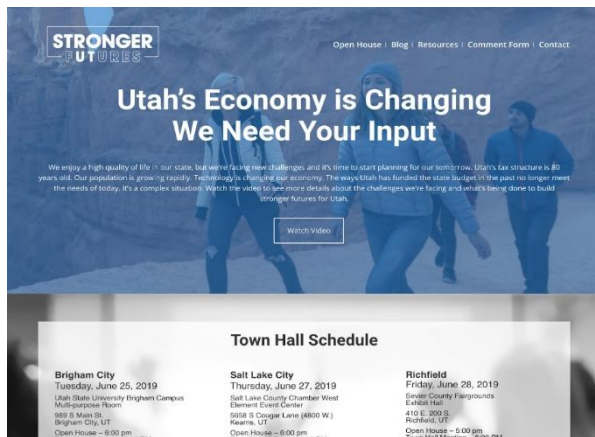 STRONGER
FUTURES
Open House | Blog | Resources | Comment Form | Contact
Utah's Economy is Changing
We Need Your Input
We enjoy a high quality of life in our state, but we're facing new challenges and it's time to start planning for our tomorrow. Utah's tax structure is 80
years old. Our population is growing rapidly. Technology is changing our economy. The ways Utah has funded the state budget in the past no longer meet
the needs of today. It's a complex situation. Watch the video to see more details about the challenges we're facing and what's being done to build
stronger futures for Utah.
Watch Video
Town Hall Schedule
Brigham City
Tuesday, June 25, 2019
Utah State University Brigham Campus
Multi-purpose Room
989 S Main St.
Brigham City, UT
Open House – 6:00 pm
Salt Lake City
Thursday, June 27, 2019
Salt Lake County Chamber West
Element Event Center
5658 S Cougar Lane (4800 W.)
Kearns, UT
Open House – 6:00 pm
Richfield
Friday, June 28, 2019
Sevier County Fairgrounds
Exhibit Hall
410 E. 200 S.
Richfield, UT
Open House – 5:00 pm